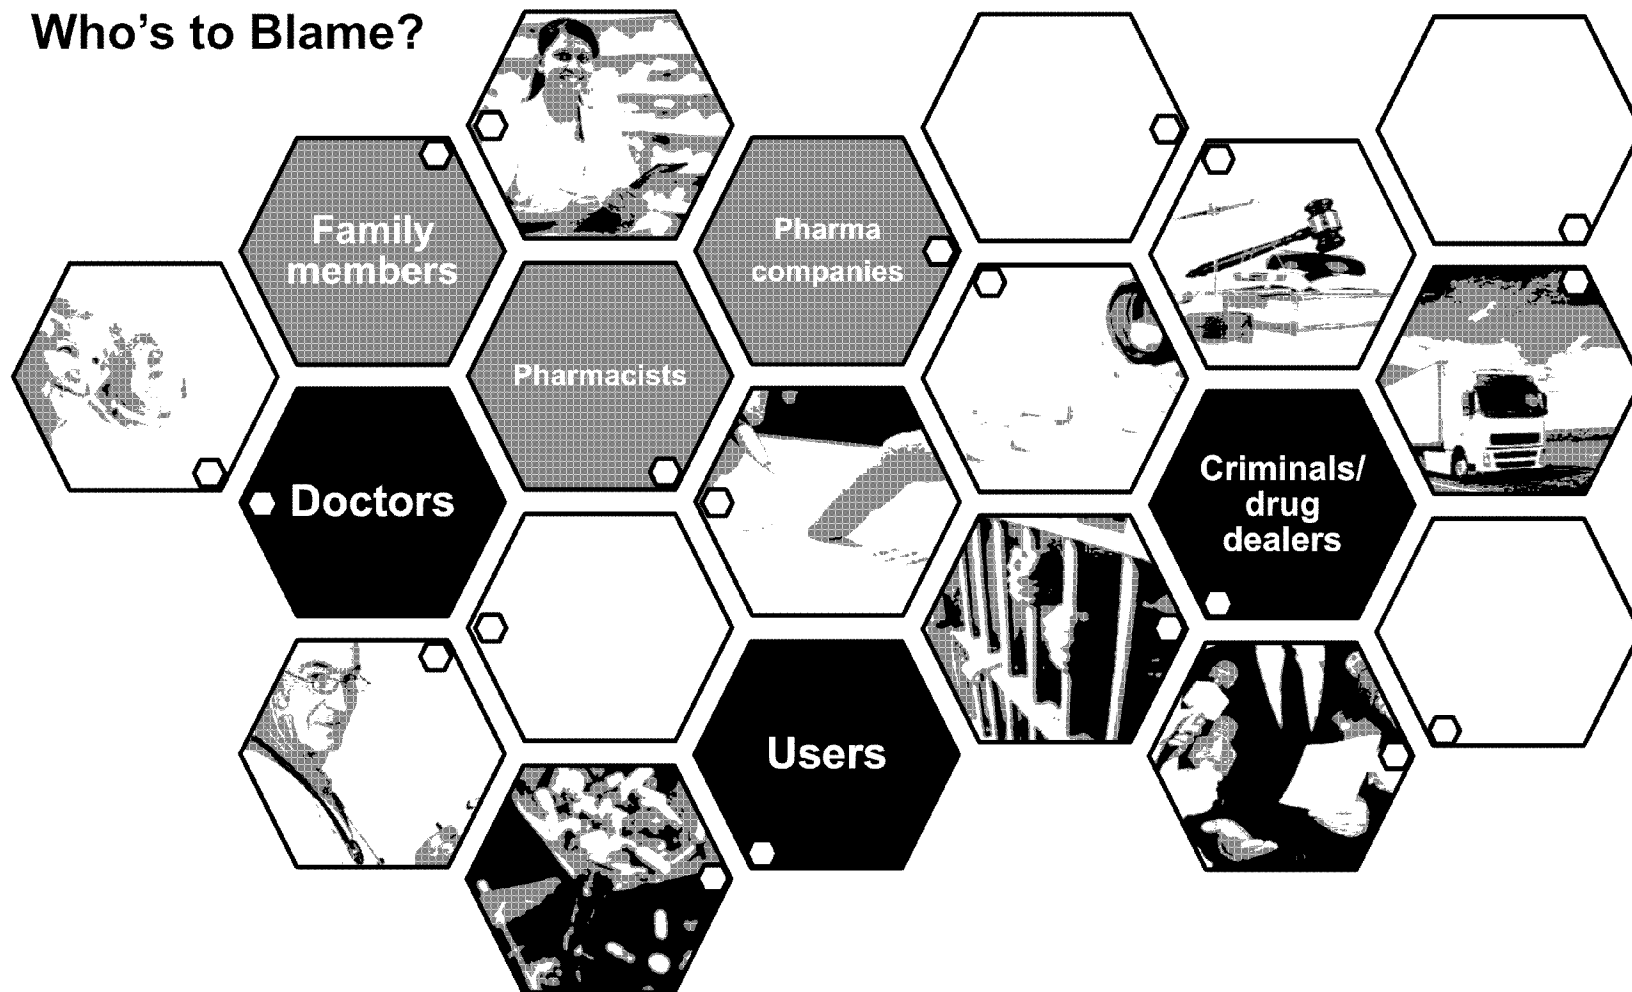 Who's to Blame?
Family
members
Pharma
companies
Pharmacists
Doctors
Criminals/
drug
dealers
Users